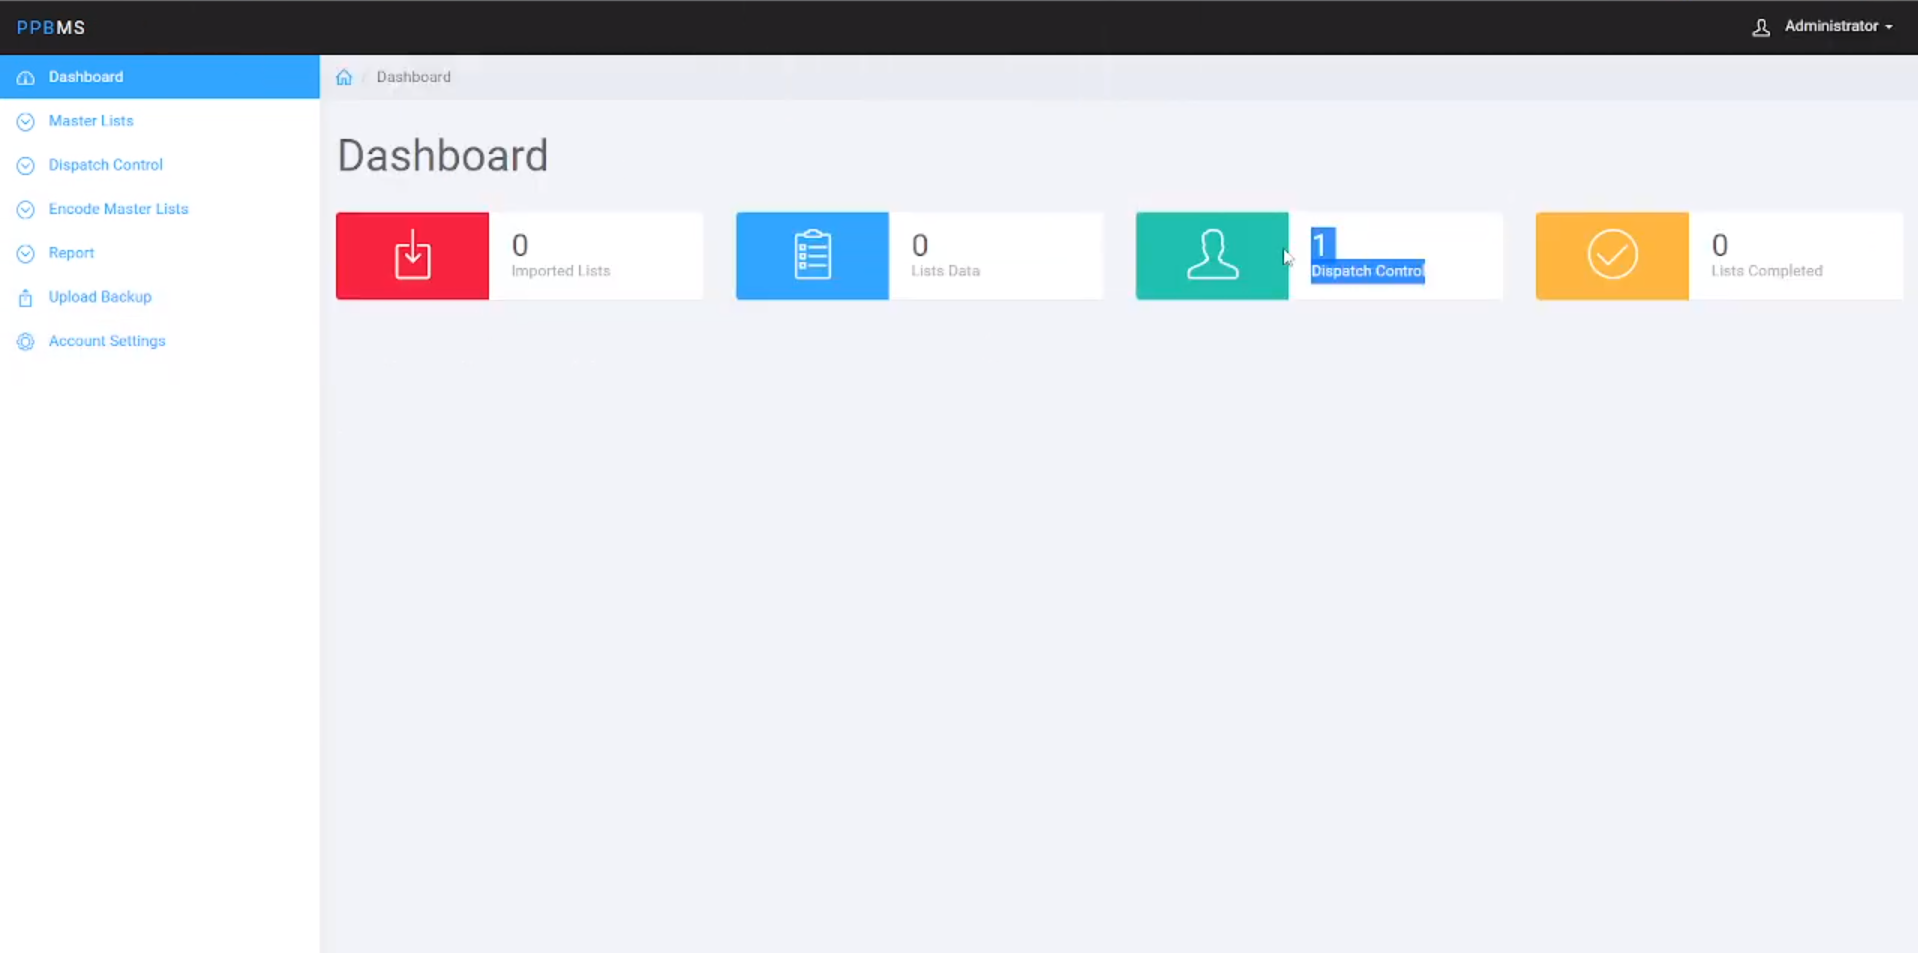 PPBMS
Administrator
Dashboard
Master Lists
Dispatch Control
Encode Master Lists
Report
Upload Backup
Account Settings
Dashboard
Dashboard
0
Imported Lists
0
Lists Data
1
Dispatch Control
0
Lists Completed